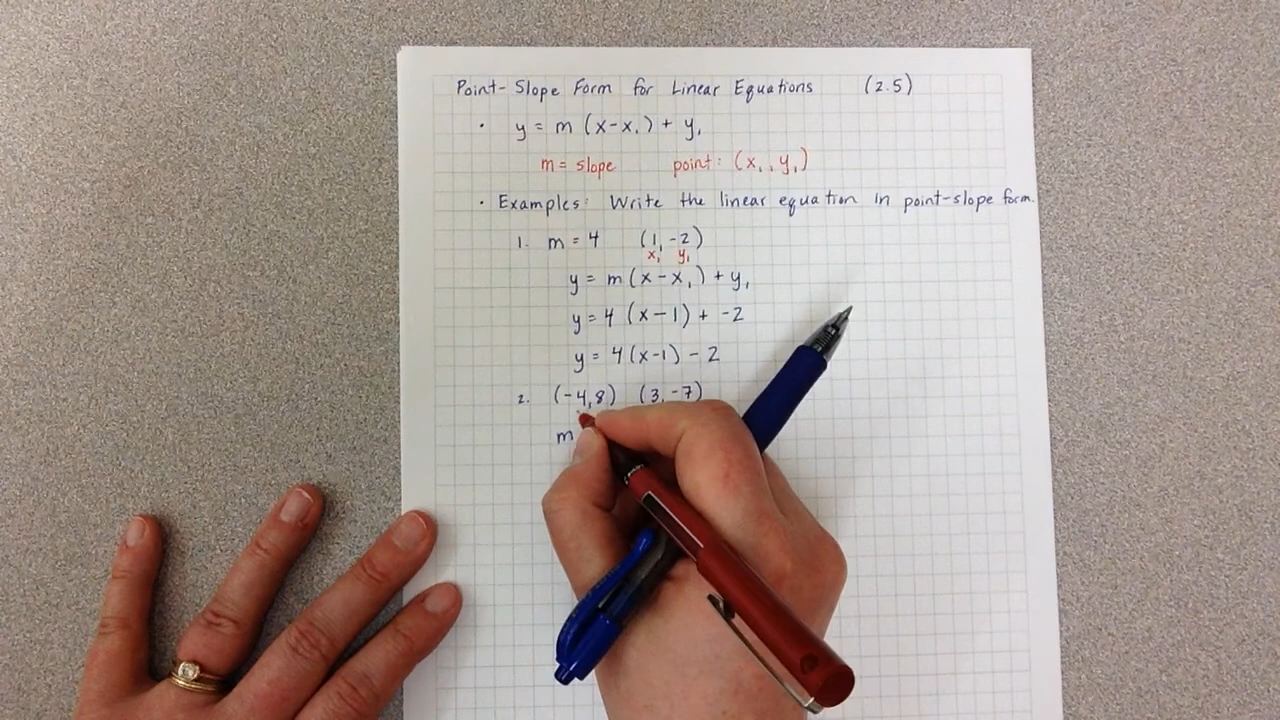 Point-Slope Form for Linear Equations (2.5)
• y = m (x-x₁) + y₁
m = slope point: (x₁, y₁)
• Examples: Write the linear equation in point-slope form.
1. m = 4 (1, -2)
x₁ y₁
y = m (x - x₁) + y₁
y = 4 (x - 1) + -2
y = 4(x-1) - 2
2. (-4,8) (3,-7)
m